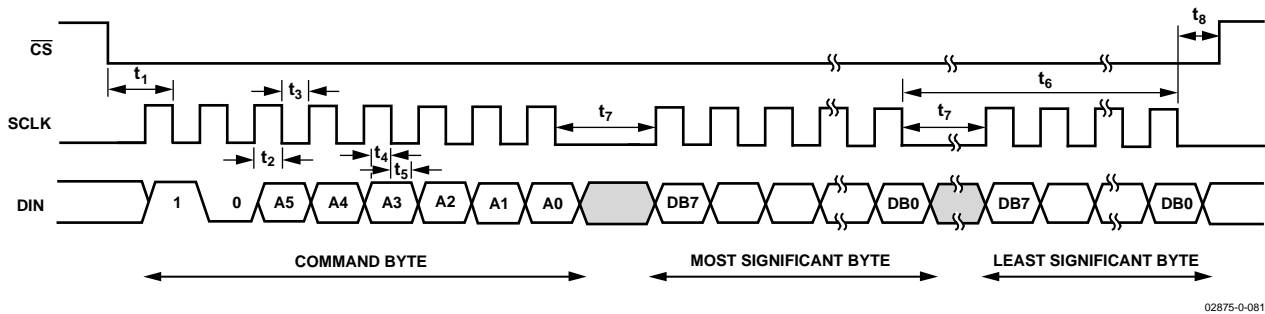 t8
CS
t1
t3
t6
SCLK
t7
t7
t2
t4
t5
DIN
1 0 A5 A4 A3 A2 A1 A0 DB7 DB0 DB7 DB0
COMMAND BYTE MOST SIGNIFICANT BYTE LEAST SIGNIFICANT BYTE
02875-0-081